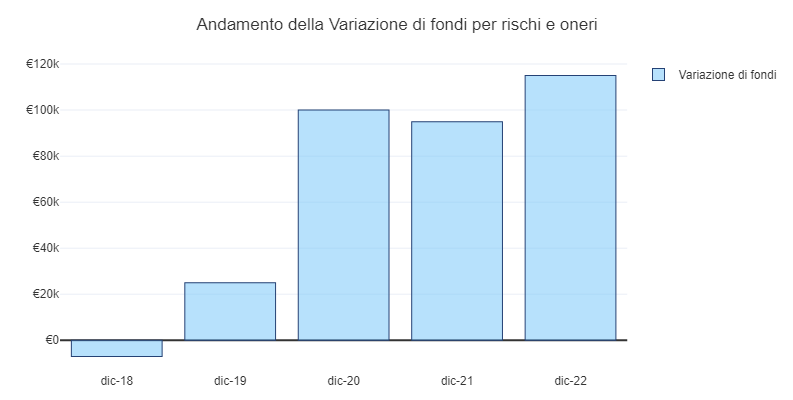 Andamento della Variazione di fondi per rischi e oneri
€120k
€100k
€80k
€60k
€40k
€20k
€0
dic-18
dic-19
dic-20
dic-21
dic-22
Variazione di fondi